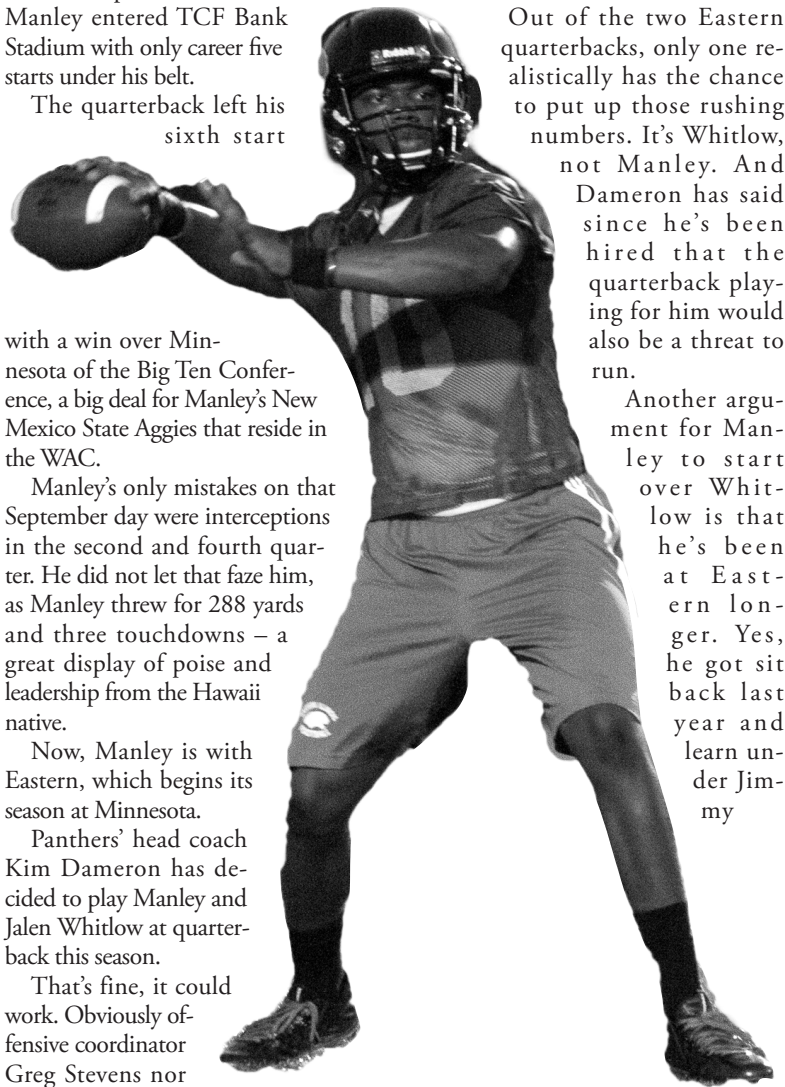 Manley entered TCF Bank
Stadium with only career five
starts under his belt.
The quarterback left his
sixth start
with a win over Min-
nesota of the Big Ten Confer-
ence, a big deal for Manley’s New
Mexico State Aggies that reside in
the WAC.
Manley’s only mistakes on that
September day were interceptions
in the second and fourth quar-
ter. He did not let that faze him,
as Manley threw for 288 yards
and three touchdowns – a
great display of poise and
leadership from the Hawaii
native.
Now, Manley is with
Eastern, which begins its
season at Minnesota.
Panthers’ head coach
Kim Dameron has de-
cided to play Manley and
Jalen Whitlow at quarter-
back this season.
That’s fine, it could
work. Obviously of-
fensive coordinator
Greg Stevens nor
Out of the two Eastern
quarterbacks, only one re-
alistically has the chance
to put up those rushing
numbers. It’s Whitlow,
not Manley. And
Dameron has said
since he’s been
hired that the
quarterback play-
ing for him would
also be a threat to
run.
Another argu-
ment for Man-
ley to start
over Whit-
low is that
he’s been
at East-
ern lon-
ger. Yes,
he got sit
back last
year and
learn un-
der Jim-
my
Riddell
10